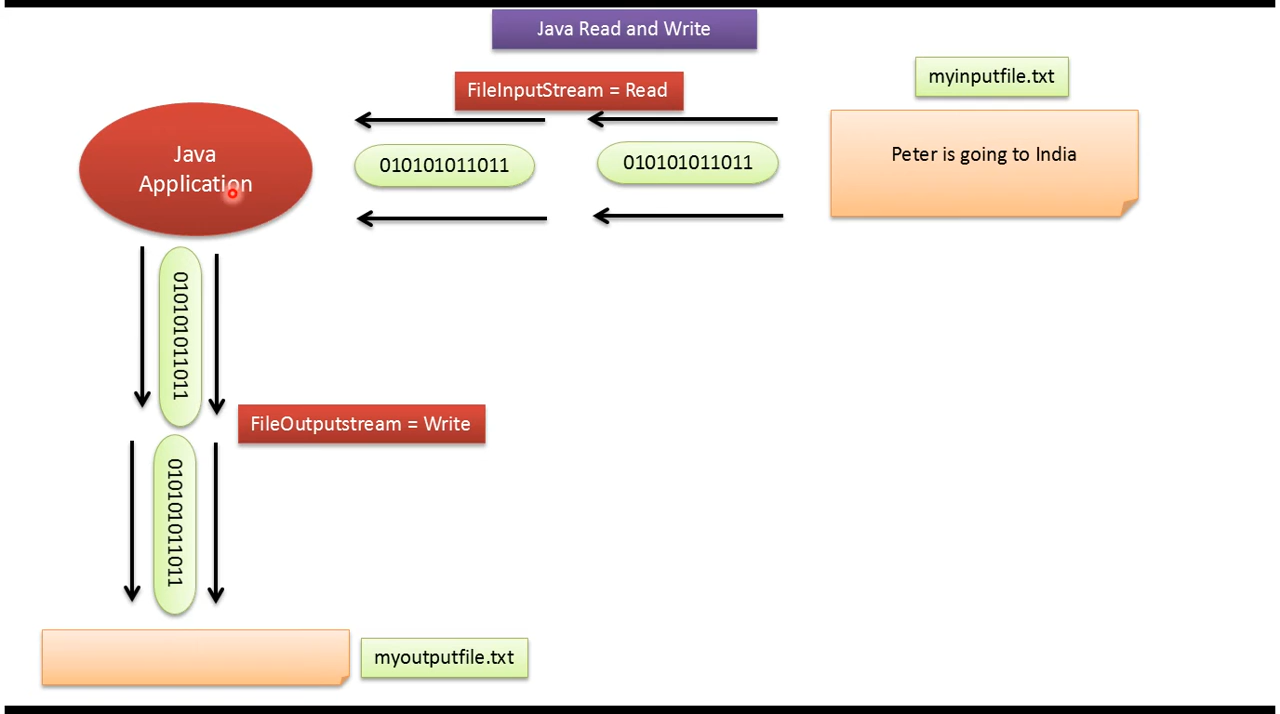 Java Read and Write
myinputfile.txt
FileInputStream = Read
Java
Application
010101011011
010101011011
Peter is going to India
010101011011
FileOutputstream = Write
010101011011
myoutputfile.txt